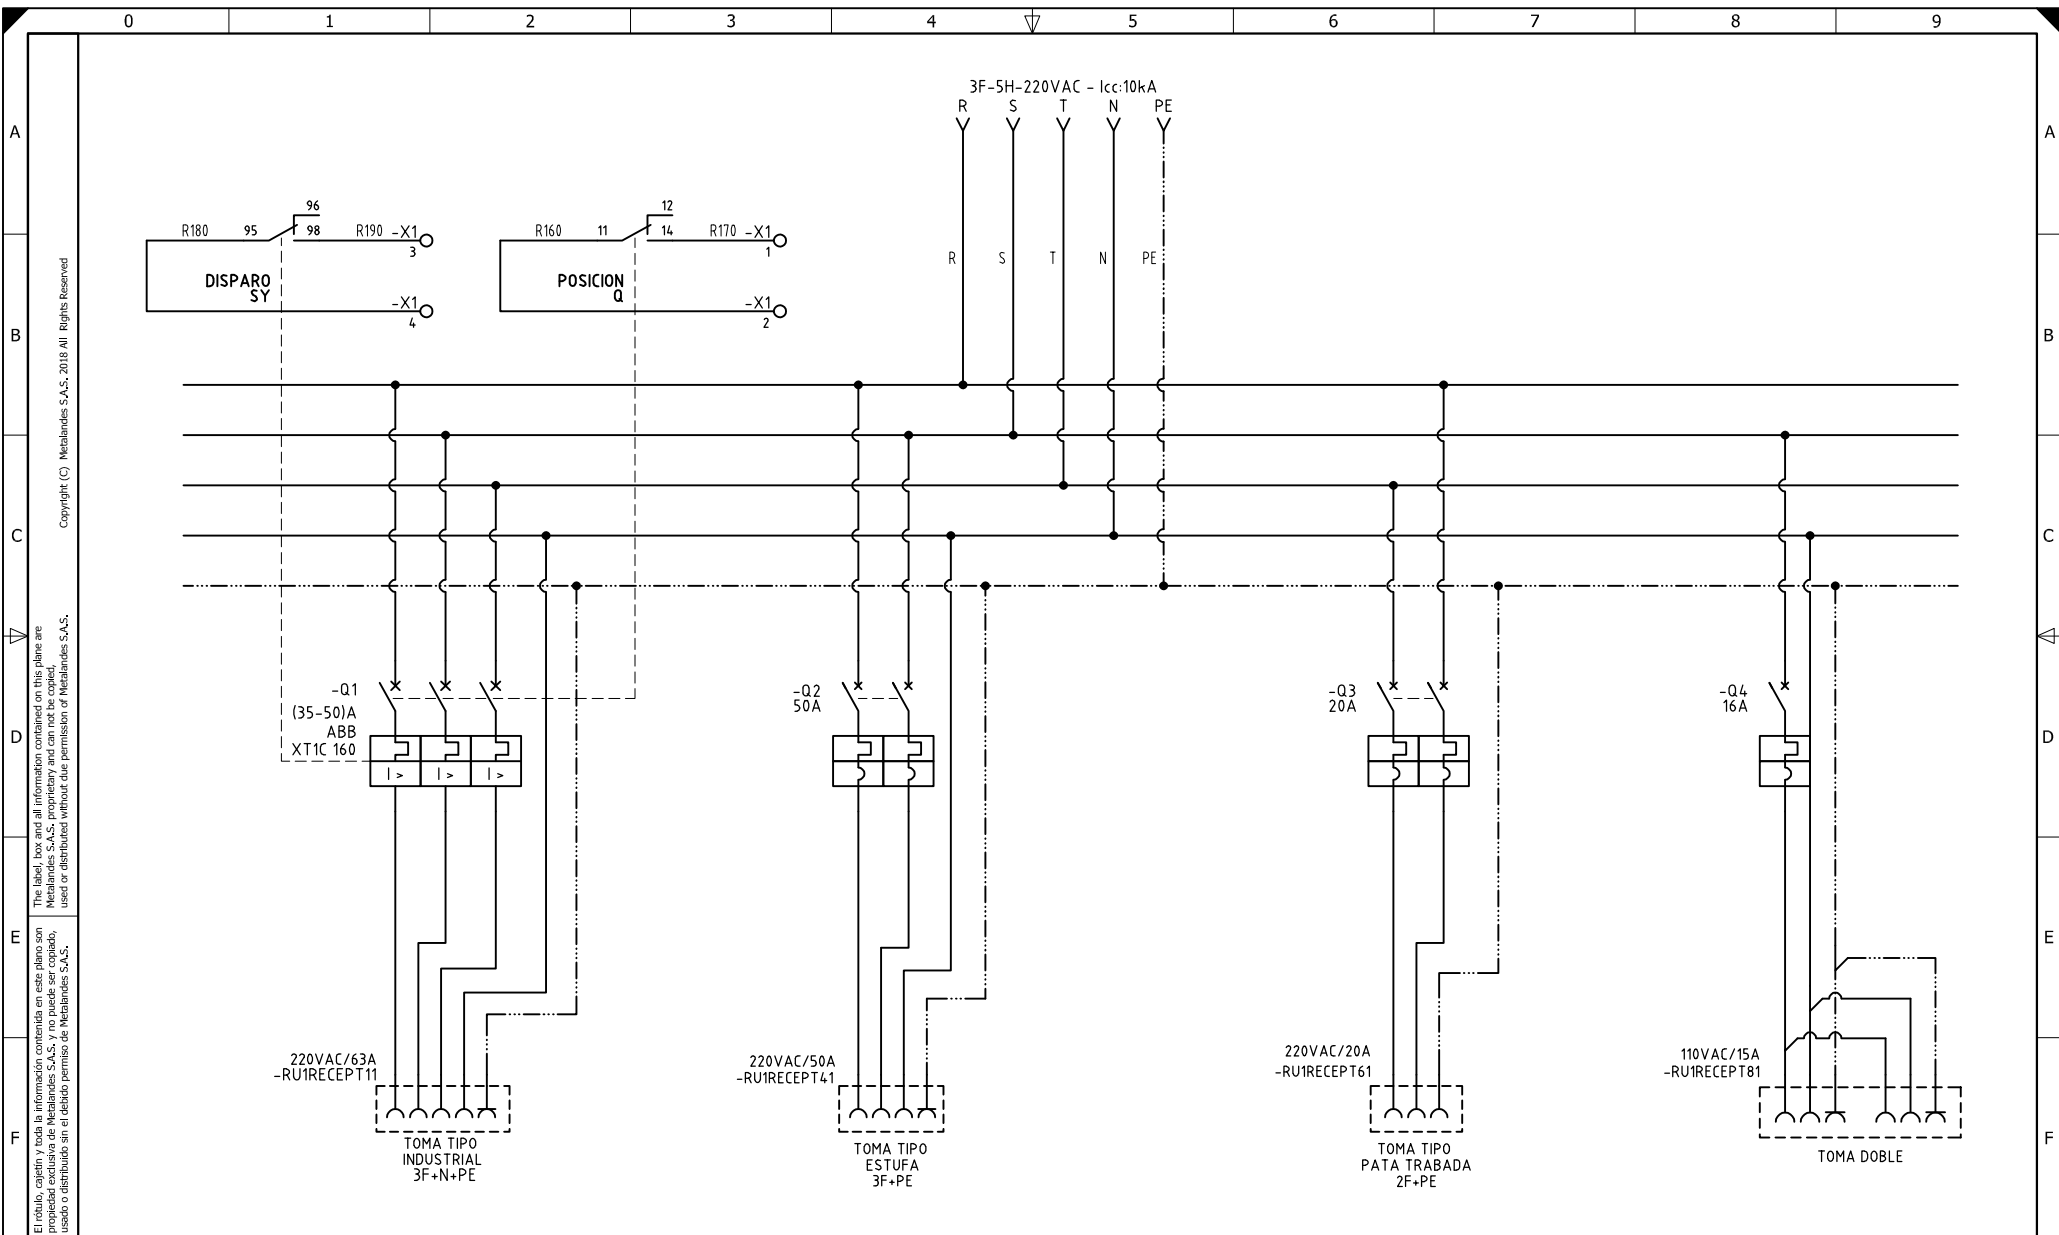 0 1 2 3 4 5 6 7 8 9
3F-5H-220VAC - Icc:10kA
R S T N PE
A A
96
R180 95 98 R190 -X1
3
DISPARO
SY
-X1
4
12
R160 11 14 R170 -X1
1
POSICION
Q
-X1
2
R S T N PE
B B
C C
-Q1
(35-50)A
ABB
XT1C 160
I > I > I >
-Q2
50A
-Q3
20A
-Q4
16A
D D
E E
220VAC/63A
-RU1RECEPT11
220VAC/50A
-RU1RECEPT41
220VAC/20A
-RU1RECEPT61
110VAC/15A
-RU1RECEPT81
F F
TOMA TIPO
INDUSTRIAL
3F+N+PE
TOMA TIPO
ESTUFA
3F+PE
TOMA TIPO
PATA TRABADA
2F+PE
TOMA DOBLE
Copyright (C) Metalandes S.A.S. 2018 All Rights Reserved
The label, box and all information contained on this plane are
Metalandes S.A.S. proprietary and can not be copied,
used or distributed without due permission of Metalandes S.A.S.
El rótulo, cajetín y toda la información contenida en este plano son
propiedad exclusiva de Metalandes S.A.S. y no puede ser copiado,
usado o distribuido sin el debido permiso de Metalandes S.A.S.